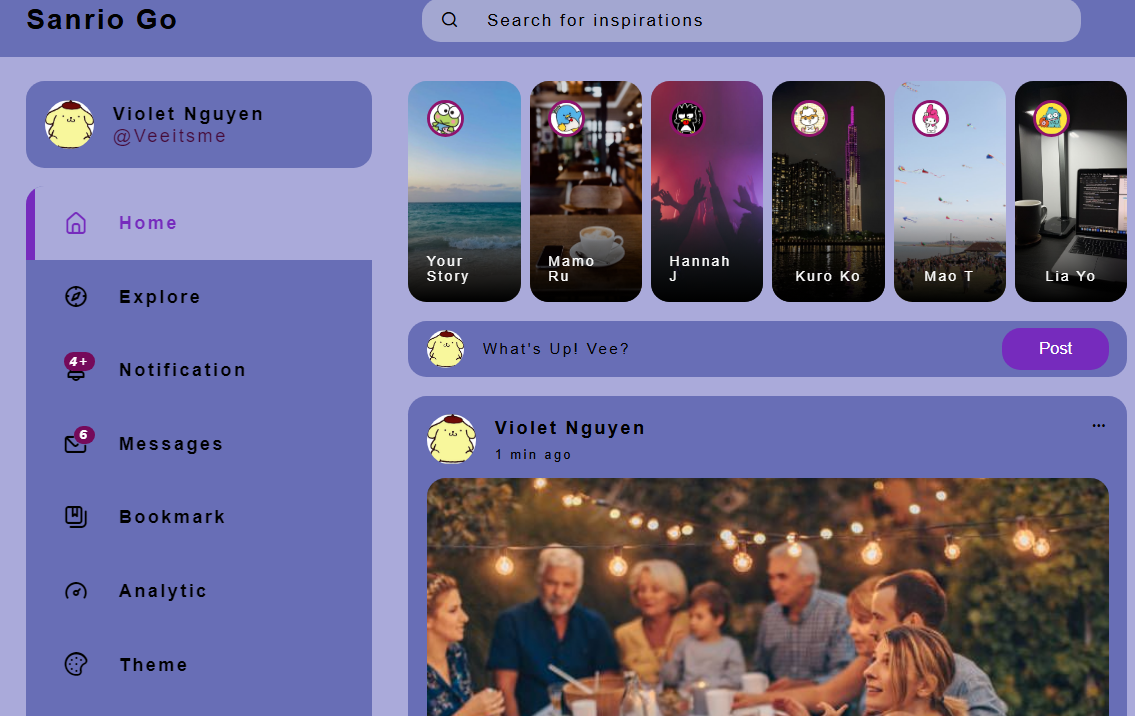 Sanrio Go
Search for inspirations
Violet Nguyen
@Veeitsme
Home
Explore
4+
Notification
6
Messages
Bookmark
Analytic
Theme
Your
Story
Mamo
Ru
Hannah
J
Kuro Ko
Mao T
Lia Yo
What's Up! Vee?
Post
Violet Nguyen
...
1 min ago